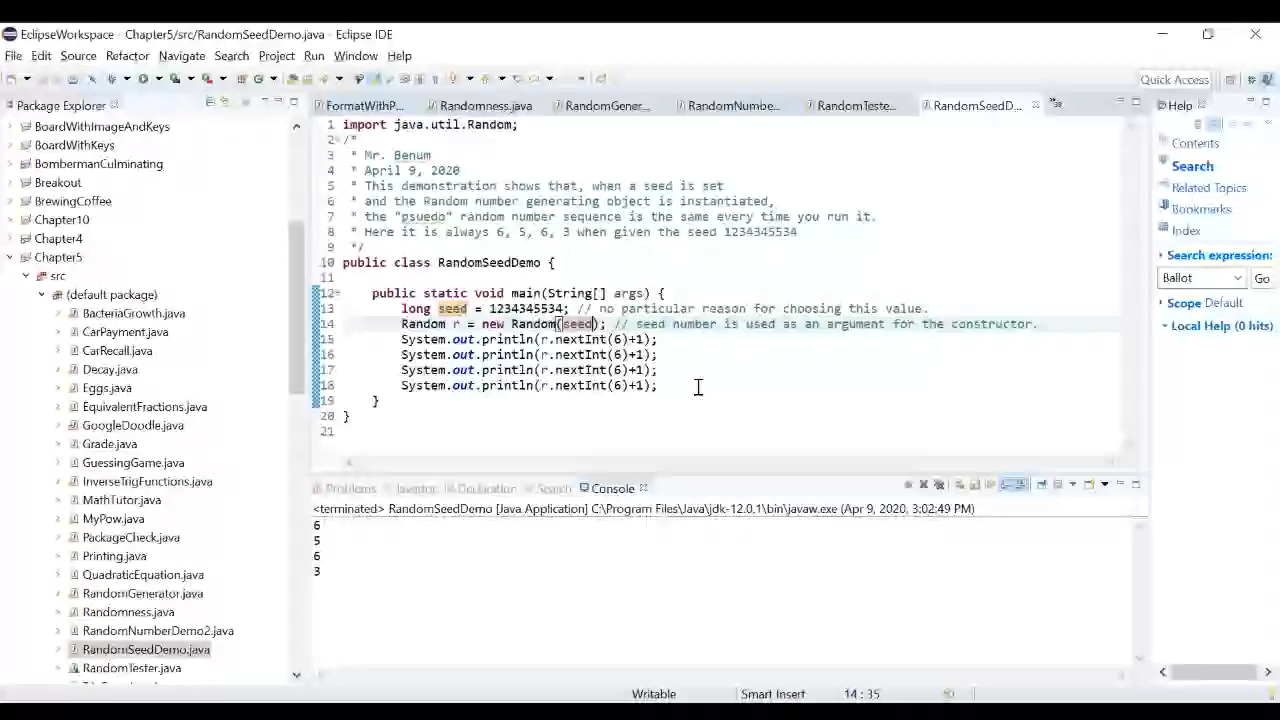 EclipseWorkspace - Chapter5/src/RandomSeedDemo.java - Eclipse IDE
File Edit Source Refactor Navigate Search Project Run Window Help
Quick Access
Package Explorer
BoardWithImageAndKeys
BoardWithKeys
BombermanCulminating
Breakout
BrewingCoffee
Chapter10
Chapter4
Chapter5
src
(default package)
BacteriaGrowth.java
CarPayment.java
CarRecall.java
Decay.java
Eggs.java
EquivalentFractions.java
GoogleDoodle.java
Grade.java
GuessingGame.java
InverseTrigFunctions.java
MathTutor.java
MyPow.java
PackageCheck.java
Printing.java
QuadraticEquation.java
RandomGenerator.java
Randomness.java
RandomNumberDemo2.java
RandomSeedDemo.java
RandomTester.java
FormatWithP... Randomness.java RandomGener... RandomNumbe... RandomTeste... RandomSeedD...
1 import java.util.Random;
2 /*
3 * Mr. Benum
4 * April 9, 2020
5 * This demonstration shows that, when a seed is set
6 * and the Random number generating object is instantiated,
7 * the "psuedo" random number sequence is the same every time you run it.
8 * Here it is always 6, 5, 6, 3 when given the seed 1234345534
9 */
10 public class RandomSeedDemo {
11
12 public static void main(String[] args) {
13 long seed = 1234345534; // no particular reason for choosing this value.
14 Random r = new Random(seed); // seed number is used as an argument for the constructor.
15 System.out.println(r.nextInt(6)+1);
16 System.out.println(r.nextInt(6)+1);
17 System.out.println(r.nextInt(6)+1);
18 System.out.println(r.nextInt(6)+1);
19 }
20 }
21
Problems Javadoc Declaration Search Console
<terminated> RandomSeedDemo [Java Application] C:\Program Files\Java\jdk-12.0.1\bin\javaw.exe (Apr 9, 2020, 3:02:49 PM)
6
5
6
3
Help
Contents
Search
Related Topics
Bookmarks
Index
Search expression:
Ballot Go
Scope Default
Local Help (0 hits)
Writable Smart Insert 14 : 35